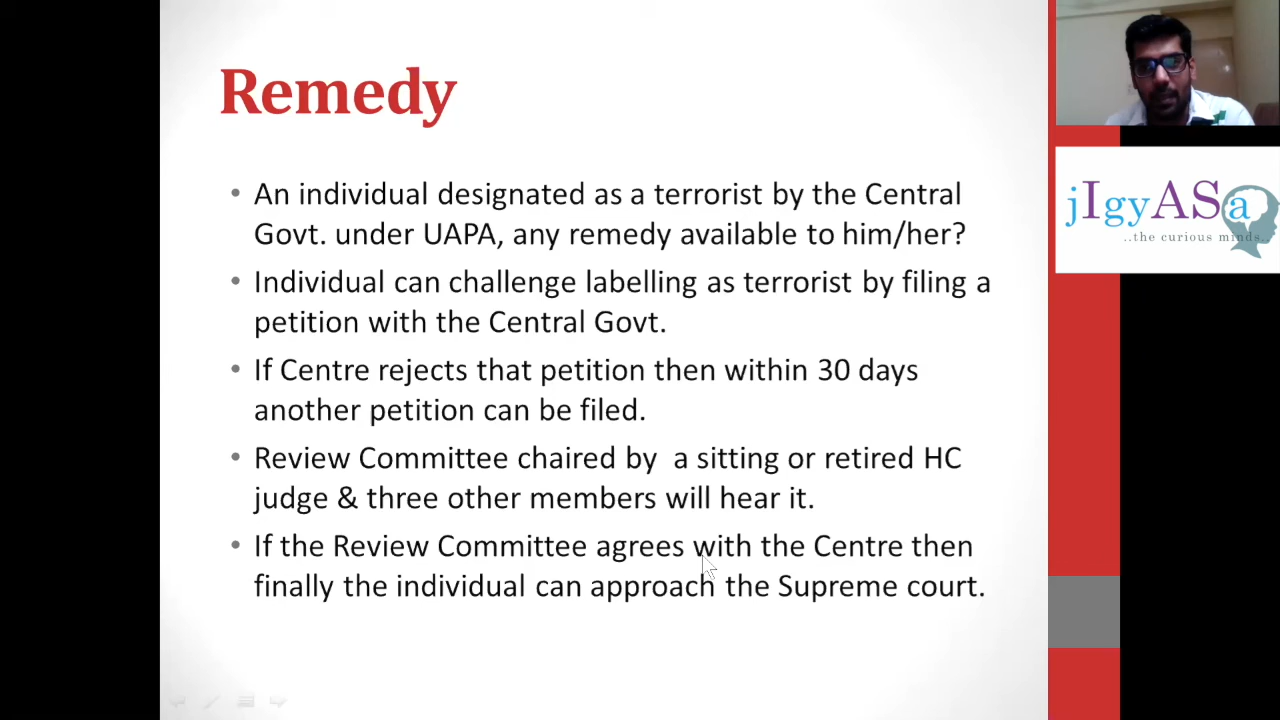 Remedy
• An individual designated as a terrorist by the Central
Govt. under UAPA, any remedy available to him/her?
• Individual can challenge labelling as terrorist by filing a
petition with the Central Govt.
• If Centre rejects that petition then within 30 days
another petition can be filed.
• Review Committee chaired by a sitting or retired HC
judge & three other members will hear it.
• If the Review Committee agrees with the Centre then
finally the individual can approach the Supreme court.
jIgyASa
..the curious minds..